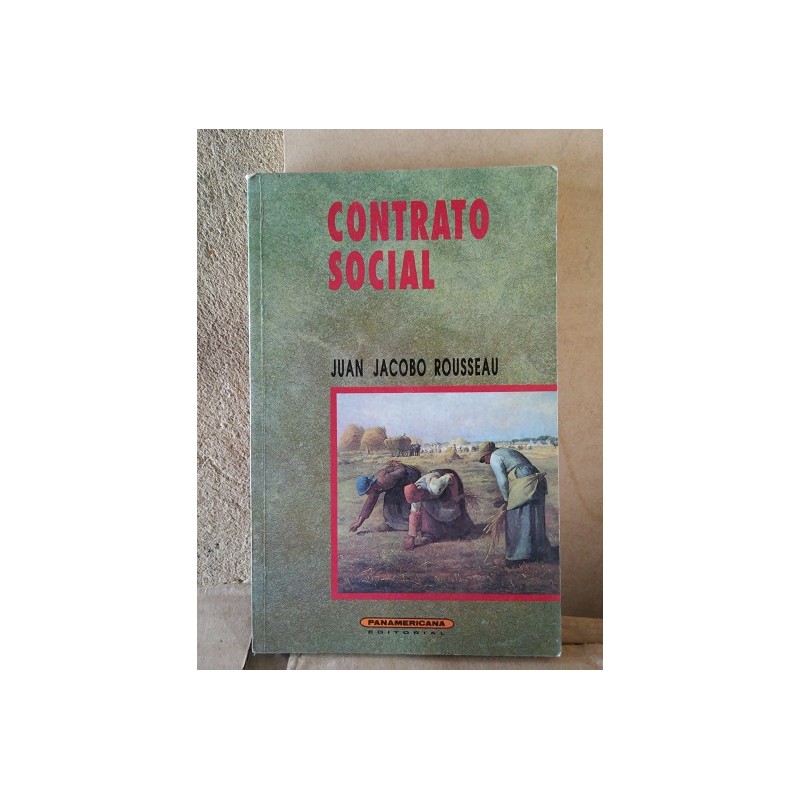 CONTRATO
SOCIAL
JUAN JACOBO ROUSSEAU
PANAMERICANA
EDITORIAL